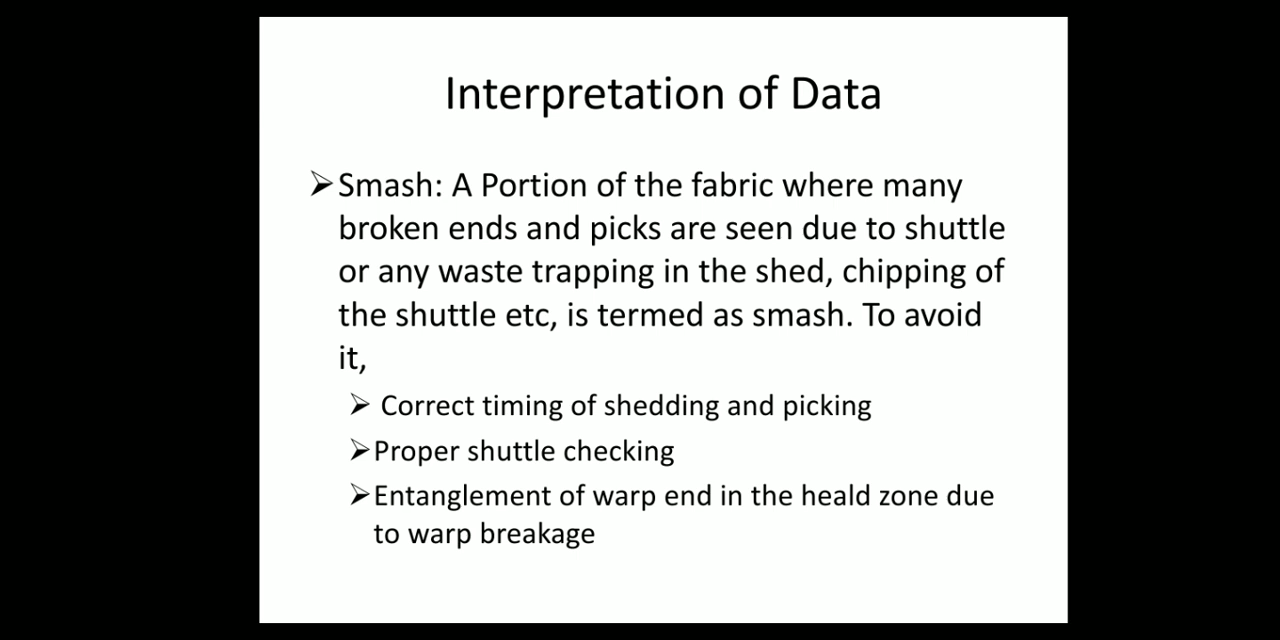 Interpretation of Data
➢Smash: A Portion of the fabric where many
broken ends and picks are seen due to shuttle
or any waste trapping in the shed, chipping of
the shuttle etc, is termed as smash. To avoid
it,
➢ Correct timing of shedding and picking
➢Proper shuttle checking
➢Entanglement of warp end in the heald zone due
to warp breakage